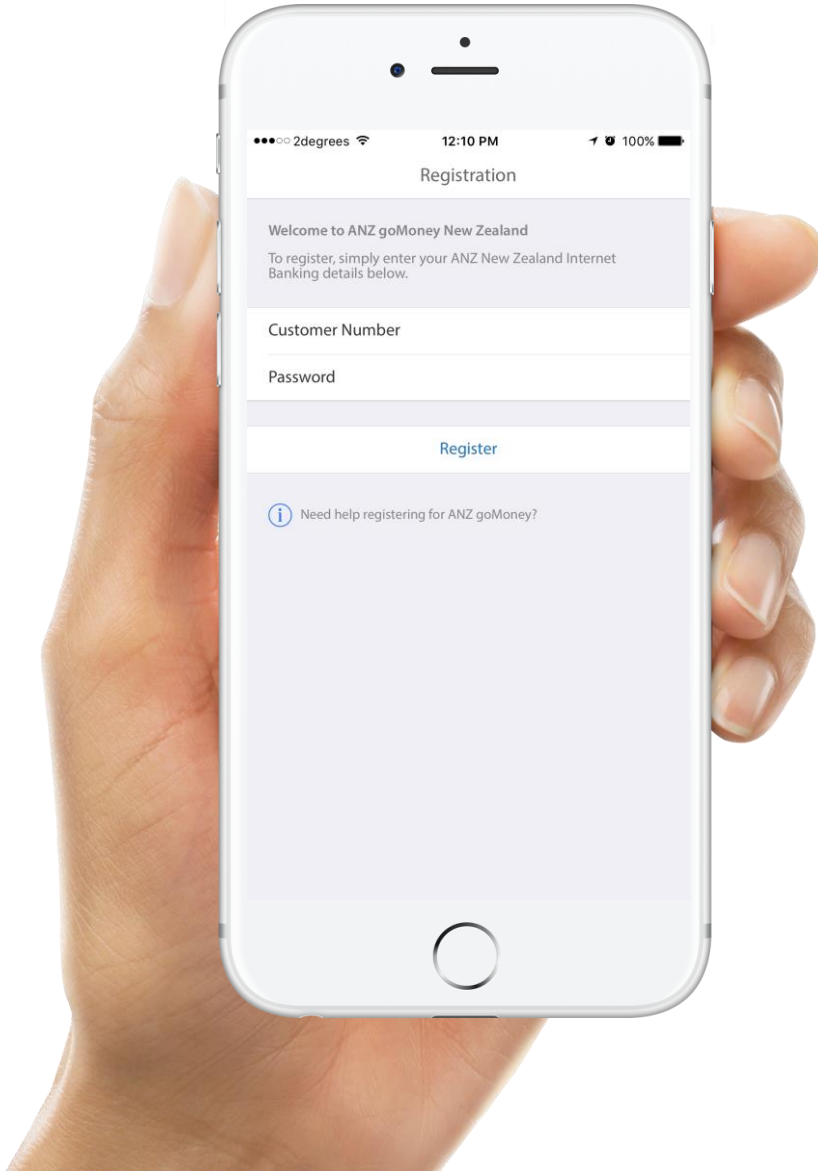 ●●●○○ 2degrees 12:10 PM 100%
Registration
Welcome to ANZ goMoney New Zealand
To register, simply enter your ANZ New Zealand Internet
Banking details below.
Customer Number
Password
Register
i Need help registering for ANZ goMoney?